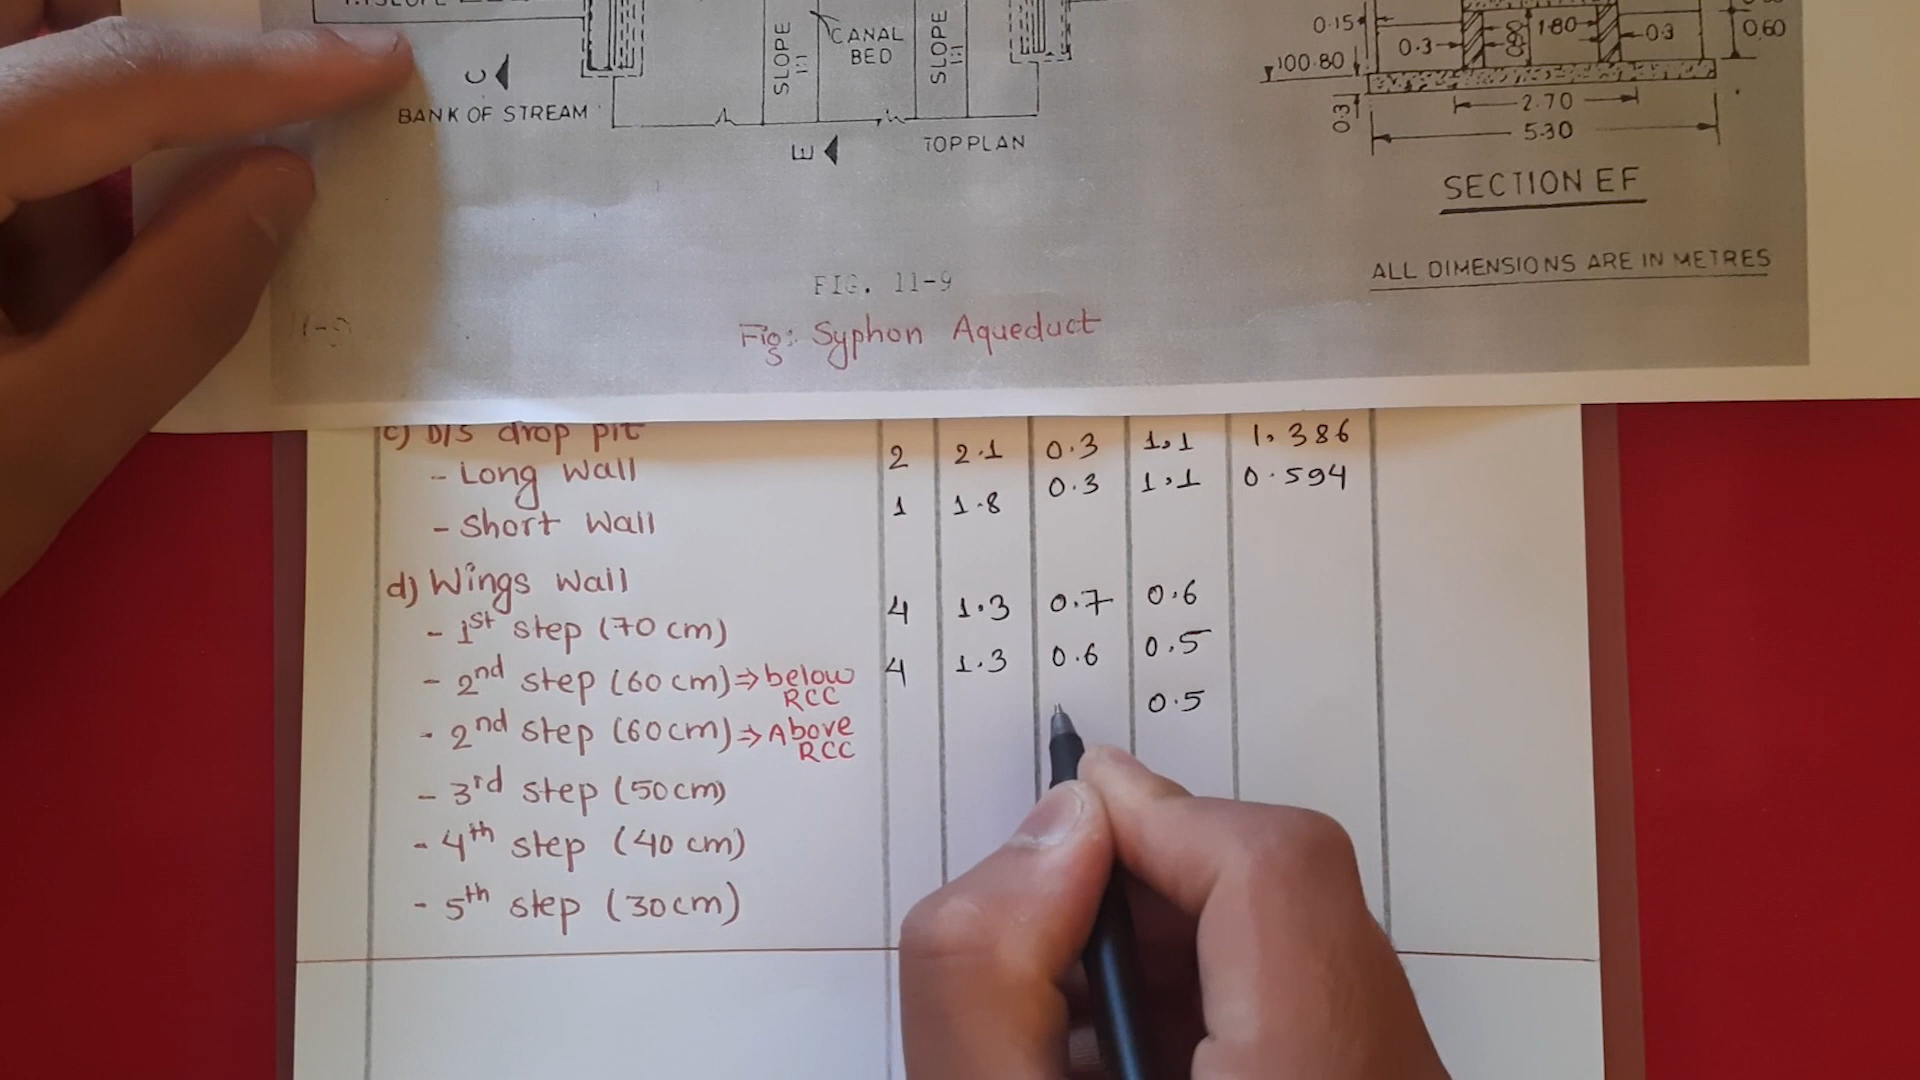 C
BANK OF STREAM
SLOPE
1:1
CANAL
BED
SLOPE
1:1
E
TOP PLAN
0.15
0.3
1.80
0.3
0.60
100.80
0.3
2.70
5.30
SECTION EF
ALL DIMENSIONS ARE IN METRES
FIG. 11-9
Fig: Syphon Aqueduct
5
c) D/S drop pit
- Long Wall 2 2.1 0.3 1.1 1.386
- Short Wall 1 1.8 0.3 1.1 0.594
d) Wings Wall
- 1st step (70 cm) 4 1.3 0.7 0.6
- 2nd step (60 cm) ⇒ below RCC 4 1.3 0.6 0.5
- 2nd step (60 cm) ⇒ Above RCC 0.5
- 3rd step (50 cm)
- 4th step (40 cm)
- 5th step (30 cm)